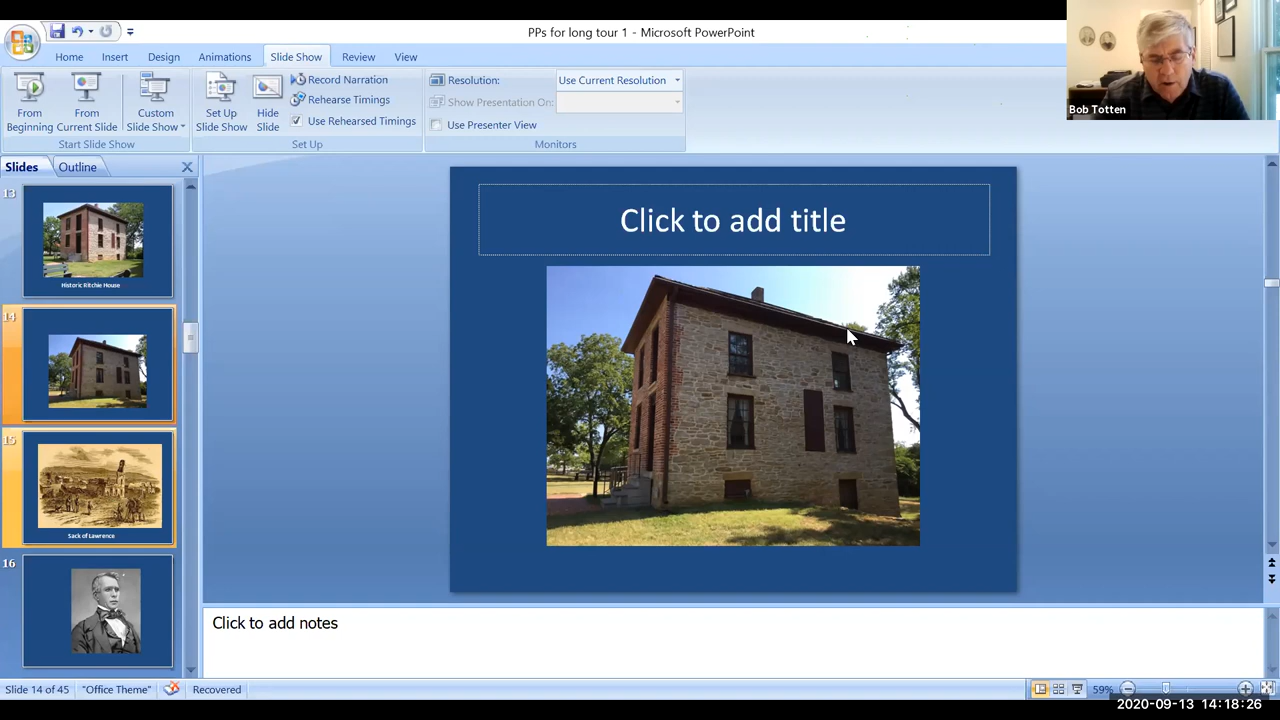 PPs for long tour 1 - Microsoft PowerPoint
Home Insert Design Animations Slide Show Review View
From Beginning
From Current Slide
Custom Slide Show
Start Slide Show
Set Up Slide Show
Hide Slide
Record Narration
Rehearse Timings
Use Rehearsed Timings
Set Up
Resolution: Use Current Resolution
Show Presentation On:
Use Presenter View
Monitors
Bob Totten
Slides Outline
13
Historic Ritchie House
14
15
Sack of Lawrence
16
Click to add title
Click to add notes
Slide 14 of 45 "Office Theme" Recovered 59%
2020-09-13 14:18:26